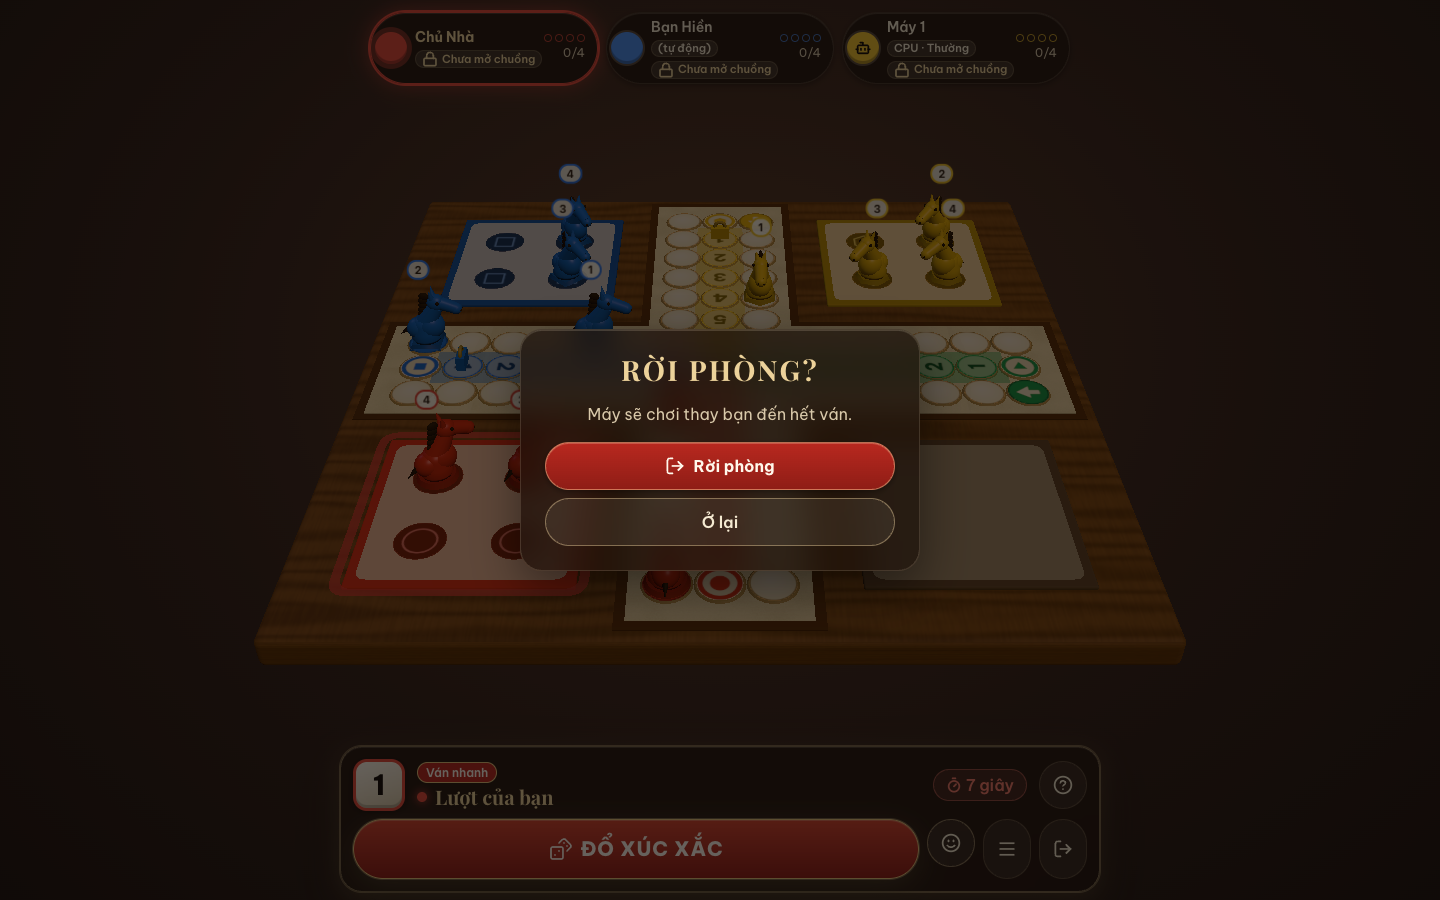 Chủ Nhà
Chưa mở chuồng
0/4
Bạn Hiền
(tự động)
Chưa mở chuồng
0/4
Máy 1
CPU · Thường
Chưa mở chuồng
0/4
4
2
3
3
4
1
2
1
2
3
4
5
2
2
1
4
RỜI PHÒNG?
Máy sẽ chơi thay bạn đến hết ván.
Rời phòng
Ở lại
1
Ván nhanh
Lượt của bạn
7 giây
ĐỔ XÚC XẮC